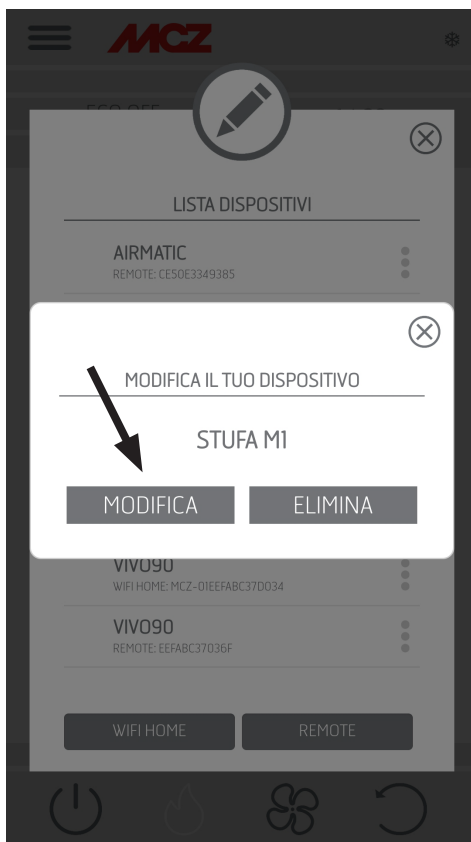 MCZ
LISTA DISPOSITIVI
AIRMATIC
REMOTE: CE50E3349385
MODIFICA IL TUO DISPOSITIVO
STUFA M1
MODIFICA ELIMINA
VIVO90
WIFI HOME: MCZ-01EEFABC37D034
VIVO90
REMOTE: EEFABC37036F
WIFI HOME REMOTE